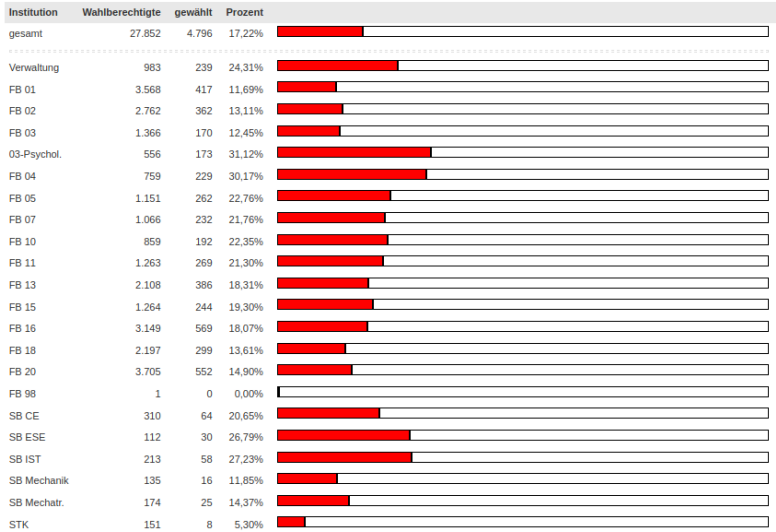 Institution Wahlberechtigte gewählt Prozent
gesamt 27.852 4.796 17,22%
Verwaltung 983 239 24,31%
FB 01 3.568 417 11,69%
FB 02 2.762 362 13,11%
FB 03 1.366 170 12,45%
03-Psychol. 556 173 31,12%
FB 04 759 229 30,17%
FB 05 1.151 262 22,76%
FB 07 1.066 232 21,76%
FB 10 859 192 22,35%
FB 11 1.263 269 21,30%
FB 13 2.108 386 18,31%
FB 15 1.264 244 19,30%
FB 16 3.149 569 18,07%
FB 18 2.197 299 13,61%
FB 20 3.705 552 14,90%
FB 98 1 0 0,00%
SB CE 310 64 20,65%
SB ESE 112 30 26,79%
SB IST 213 58 27,23%
SB Mechanik 135 16 11,85%
SB Mechatr. 174 25 14,37%
STK 151 8 5,30%